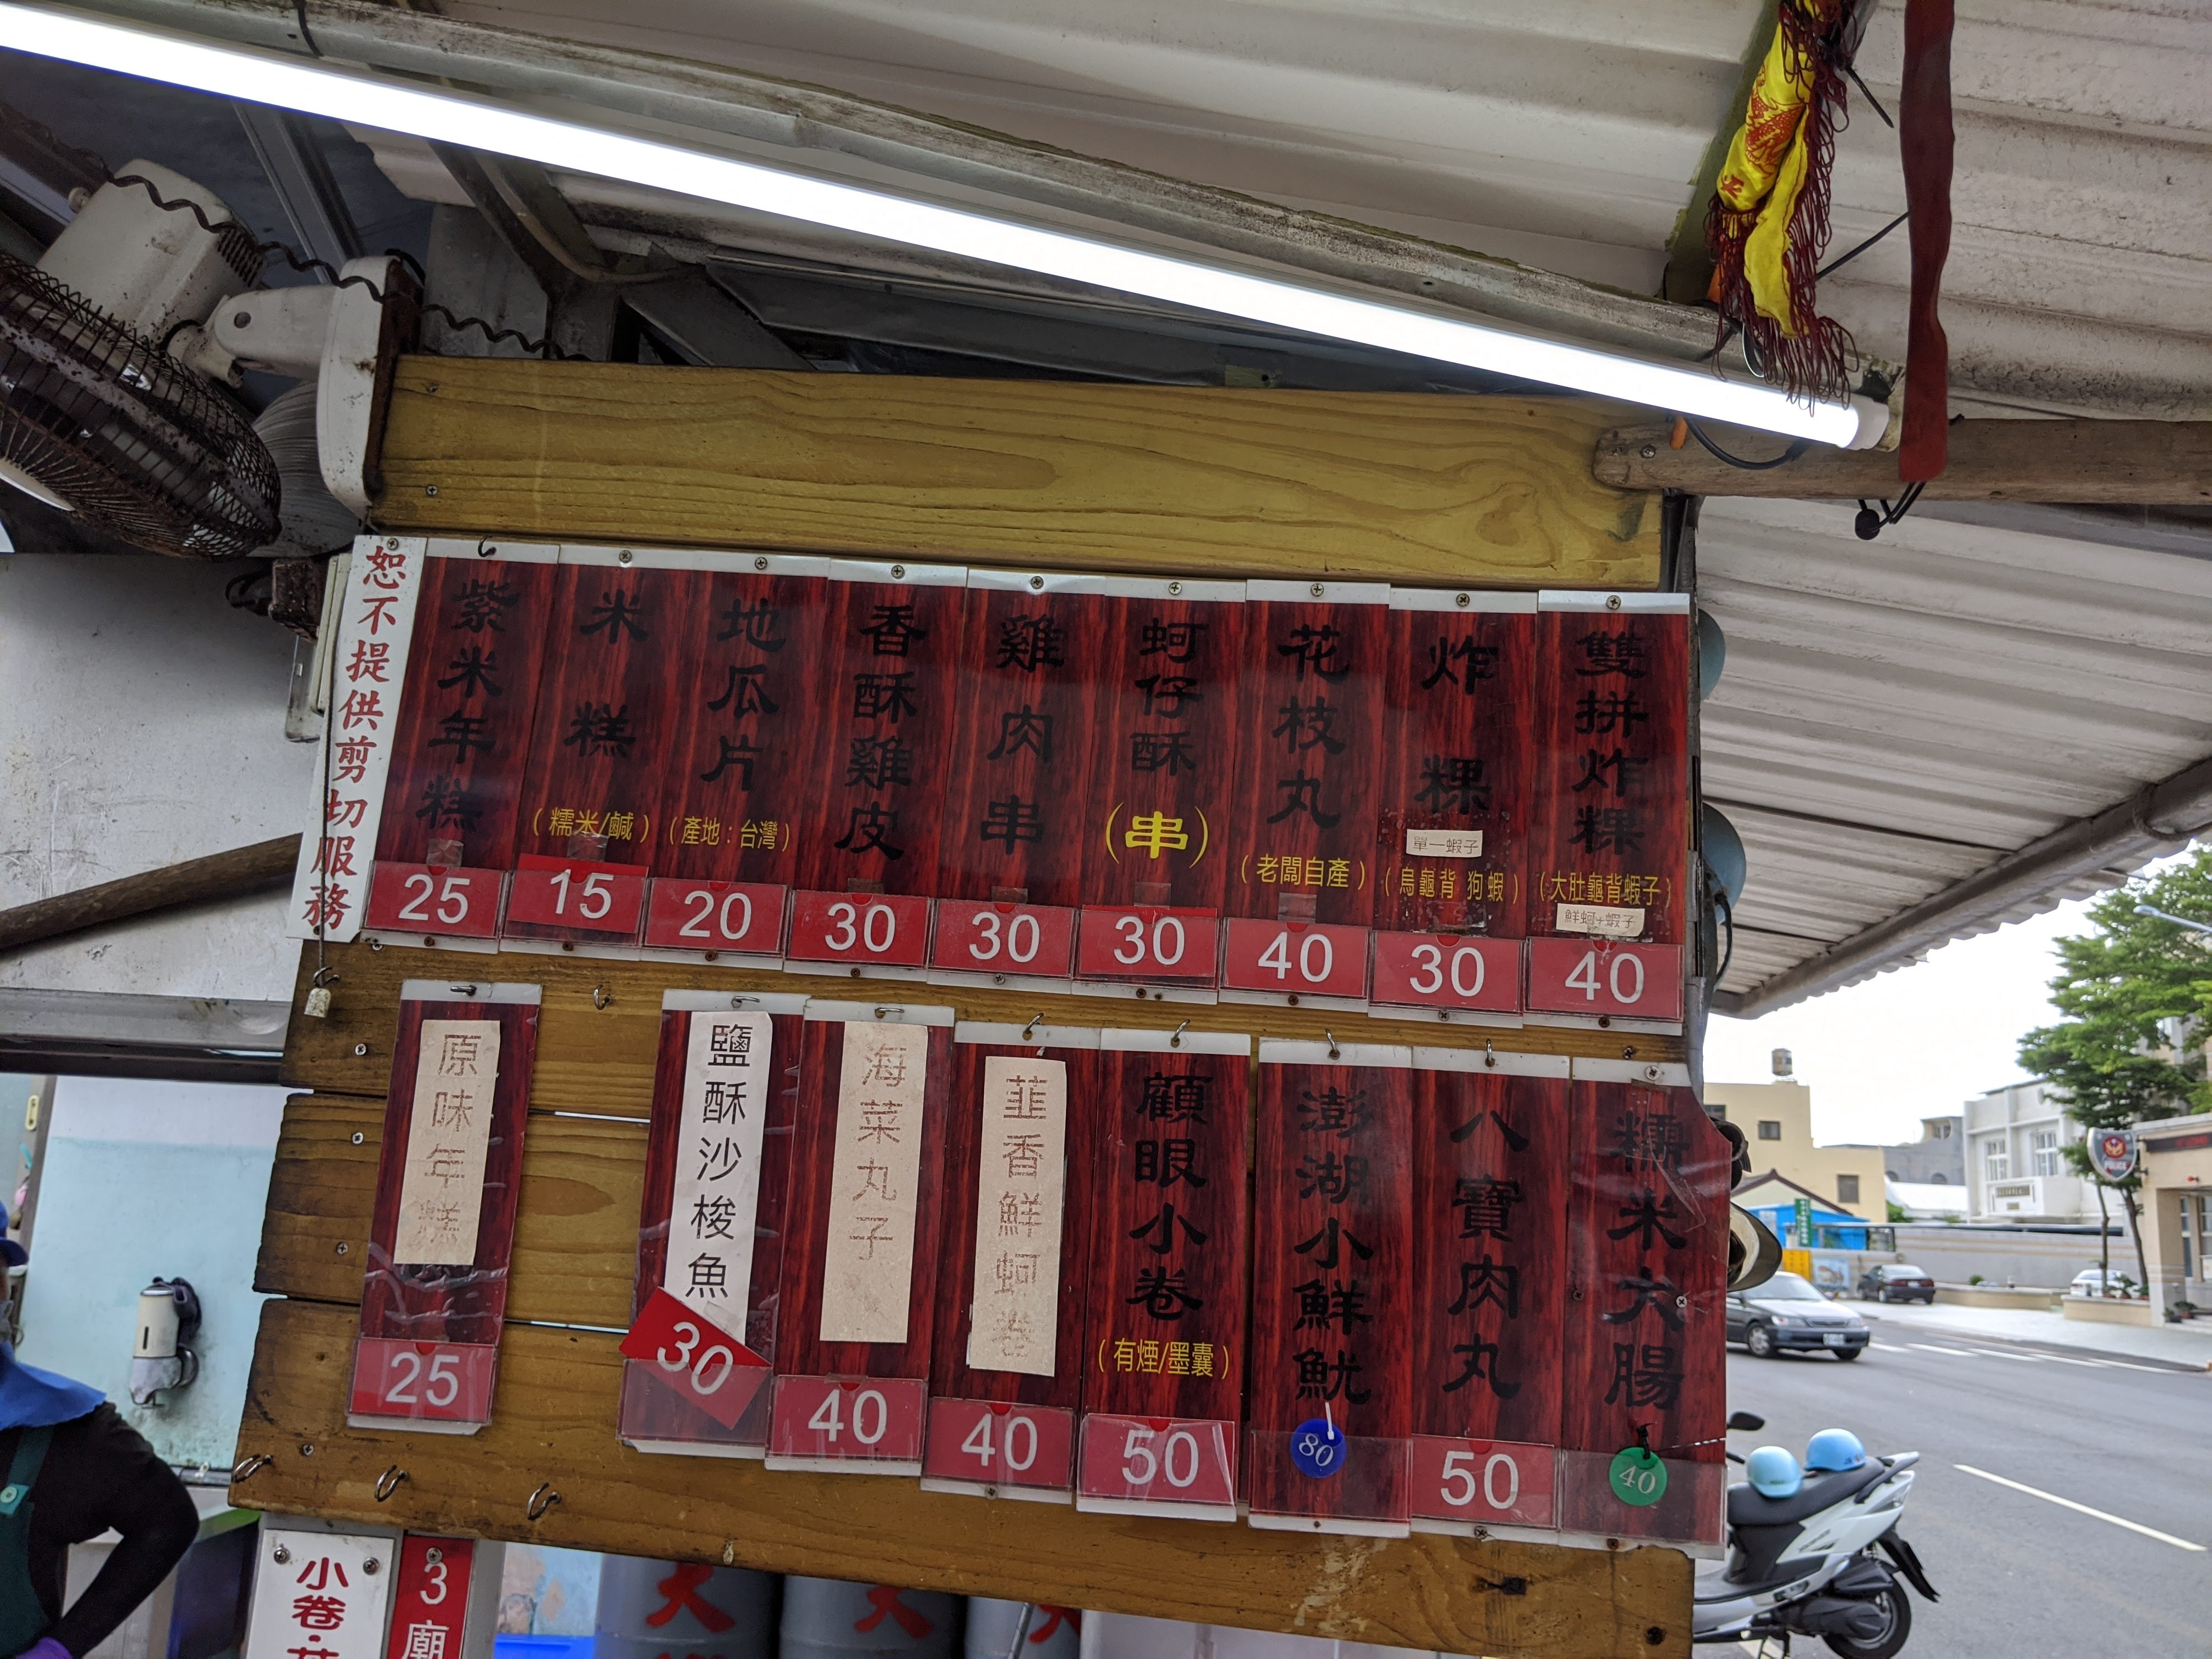 雙拼炸粿
（大肚龜背蝦子）
鮮蚵+蝦子
40
炸粿
單一蝦子
（烏龜背 狗蝦）
30
花枝丸
（老闆自產）
40
蚵仔酥
（串）
30
雞肉串
30
香酥雞皮
30
地瓜片
（產地：台灣）
20
米糕
（糯米/鹹）
15
紫米年糕
25
恕不提供剪切服務
糯米大腸
40
八寶肉丸
50
澎湖小鮮魷
80
顧眼小卷
（有煙/墨囊）
50
韮香鮮蚵卷
40
海菜丸子
40
鹽酥沙梭魚
30
原味年糕
25
3廟
小卷
POLICE